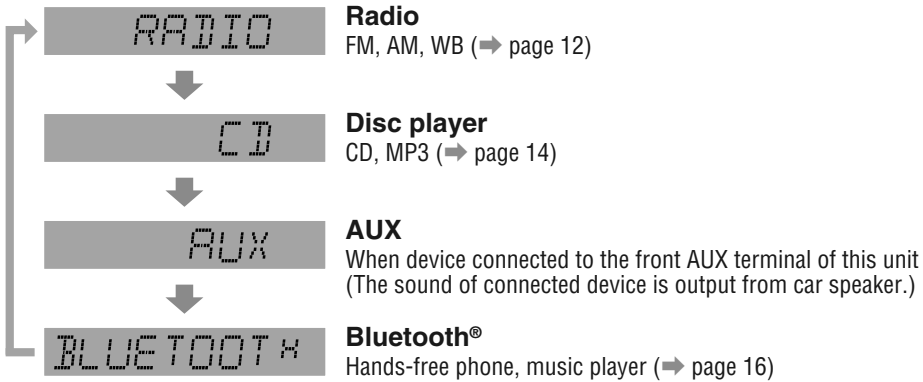 RADIO
Radio
FM, AM, WB (➡ page 12)
CD
Disc player
CD, MP3 (➡ page 14)
AUX
AUX
When device connected to the front AUX terminal of this unit
(The sound of connected device is output from car speaker.)
BLUETOOTH
Bluetooth®
Hands-free phone, music player (➡ page 16)